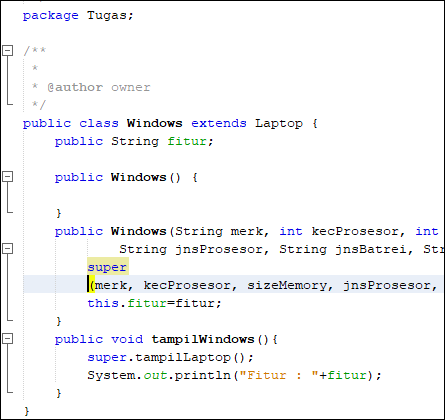 package Tugas;
/**
*
* @author owner
*/
public class Windows extends Laptop {
public String fitur;
public Windows() {
}
public Windows(String merk, int kecProsesor, int
String jnsProsesor, String jnsBatrei, Str
super
(merk, kecProsesor, sizeMemory, jnsProsesor,
this.fitur=fitur;
}
public void tampilWindows(){
super.tampilLaptop();
System.out.println("Fitur : "+fitur);
}
}